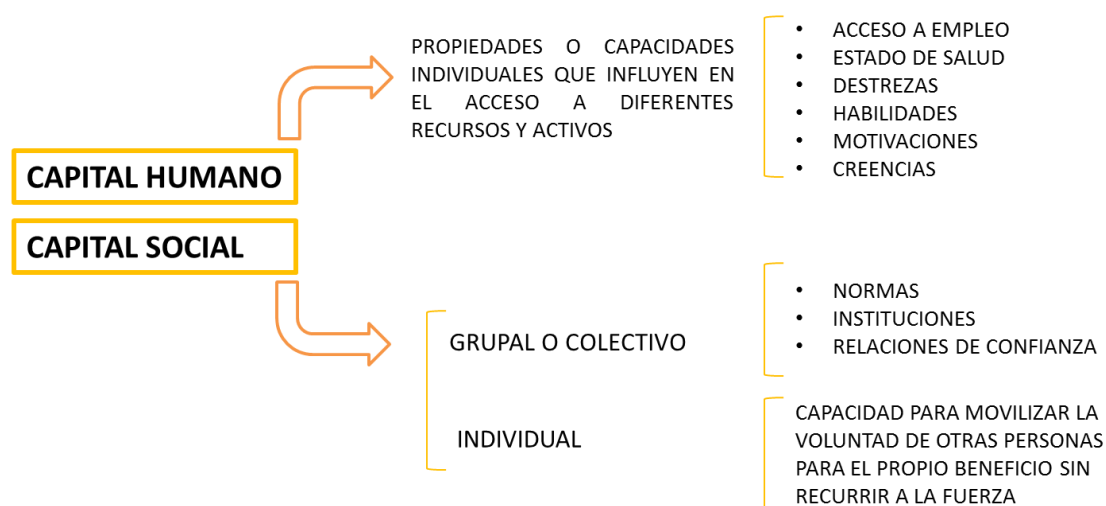 CAPITAL HUMANO
PROPIEDADES O CAPACIDADES
INDIVIDUALES QUE INFLUYEN EN
EL ACCESO A DIFERENTES
RECURSOS Y ACTIVOS
• ACCESO A EMPLEO
• ESTADO DE SALUD
• DESTREZAS
• HABILIDADES
• MOTIVACIONES
• CREENCIAS
CAPITAL SOCIAL
GRUPAL O COLECTIVO
• NORMAS
• INSTITUCIONES
• RELACIONES DE CONFIANZA
INDIVIDUAL
CAPACIDAD PARA MOVILIZAR LA
VOLUNTAD DE OTRAS PERSONAS
PARA EL PROPIO BENEFICIO SIN
RECURRIR A LA FUERZA